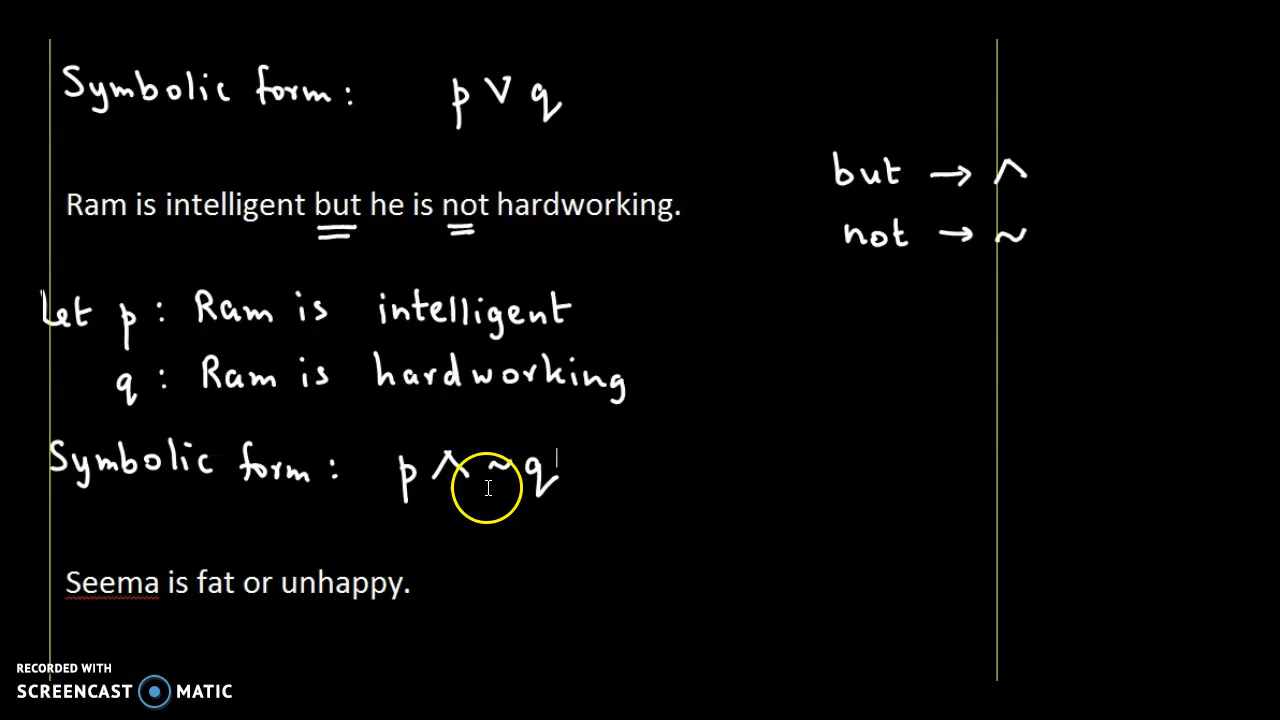 Symbolic form: p ∨ q
but → ∧
Ram is intelligent but he is not hardworking.
not → ~
Let p: Ram is intelligent
q: Ram is hardworking
Symbolic form: p ∧ ~q
Seema is fat or unhappy.
RECORDED WITH
SCREENCAST MATIC